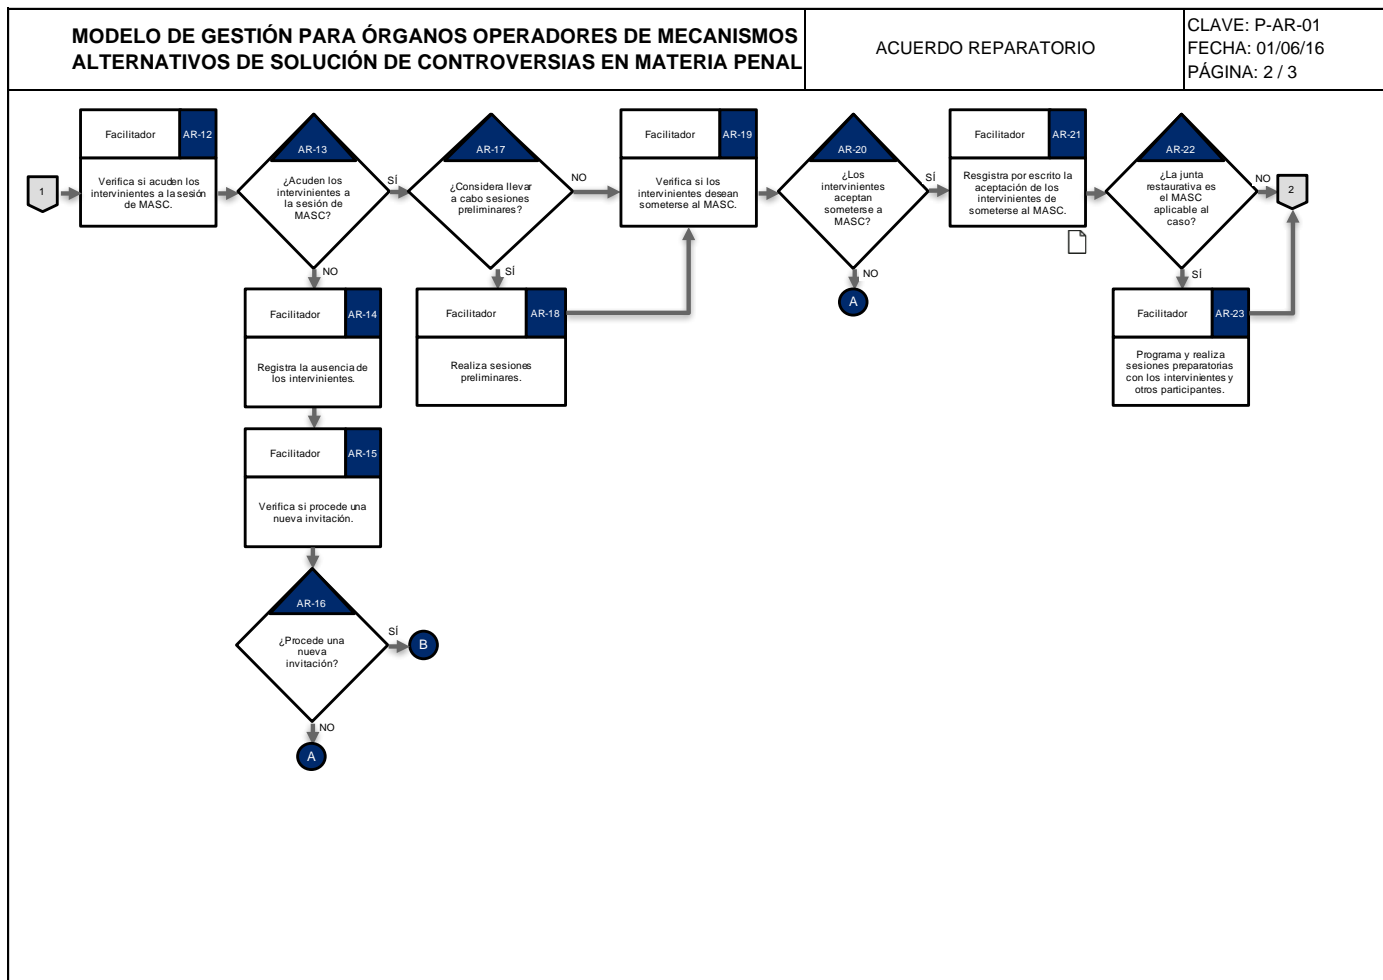 MODELO DE GESTIÓN PARA ÓRGANOS OPERADORES DE MECANISMOS
ALTERNATIVOS DE SOLUCIÓN DE CONTROVERSIAS EN MATERIA PENAL
ACUERDO REPARATORIO
CLAVE: P-AR-01
FECHA: 01/06/16
PÁGINA: 2 / 3
1
Facilitador
AR-12
Verifica si acuden los
intervinientes a la sesión
de MASC.
AR-13
¿Acuden los
intervinientes a
la sesión de
MASC?
SÍ
NO
AR-17
¿Considera llevar
a cabo sesiones
preliminares?
NO
SÍ
Facilitador
AR-19
Verifica si los
intervinientes desean
someterse al MASC.
AR-20
¿Los
intervinientes
aceptan
someterse a
MASC?
SÍ
NO
A
Facilitador
AR-21
Resgistra por escrito la
aceptación de los
intervinientes de
someterse al MASC.
AR-22
¿La junta
restaurativa es
el MASC
aplicable al
caso?
NO
2
SÍ
Facilitador
AR-14
Registra la ausencia de
los intervinientes.
Facilitador
AR-18
Realiza sesiones
preliminares.
Facilitador
AR-23
Programa y realiza
sesiones preparatorias
con los intervinientes y
otros participantes.
Facilitador
AR-15
Verifica si procede una
nueva invitación.
AR-16
¿Procede una
nueva
invitación?
SÍ
B
NO
A